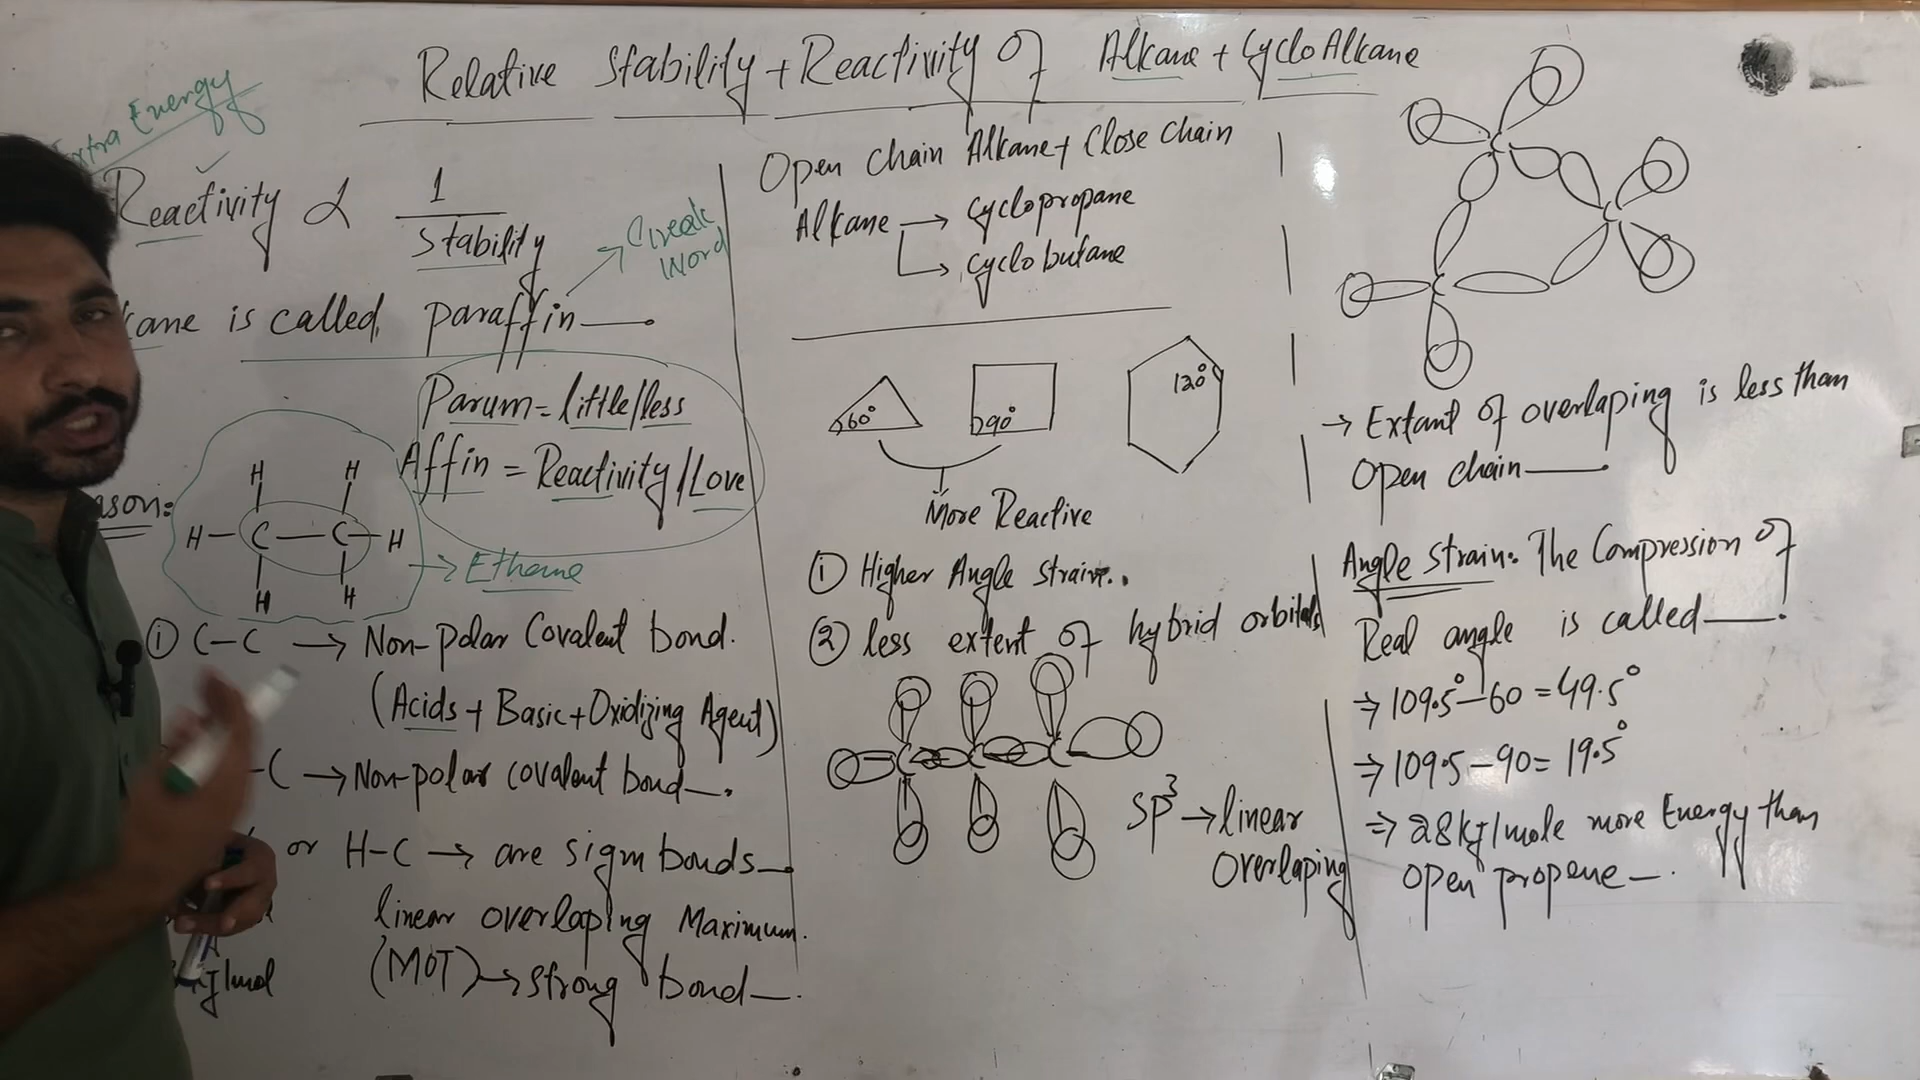 Relative Stability + Reactivity Of Alkane + CycloAlkane
Extra Energy
Reactivity α 1
Stability
Greek
Word
kane is called paraffin
Parum = little/less
Affin = Reactivity/Love
ason:
H H
H - C - C - H
H H
Ethane
① C-C → Non-polar Covalent bond.
(Acids + Basic + Oxidizing Agent)
-C → Non-polar covalent bond
or H-C → are sigm bonds
linear overlaping Maximum.
(MOT) → strong bond
J/mol
Open chain Alkane + Close Chain
Alkane → Cyclopropane
→ Cyclobutane
60° 90° 120°
More Reactive
① Higher Angle Strain..
② less extent of hybrid orbitals
C C C
SP3 → linear
Overlaping
C
C
C
→ Extant of overlaping is less than
Open chain
Angle Strain: The Compression of
Real angle is called
⇒ 109.5° - 60 = 49.5°
⇒ 109.5 - 90 = 19.5°
⇒ 28kJ/mole more Energy than
Open propene